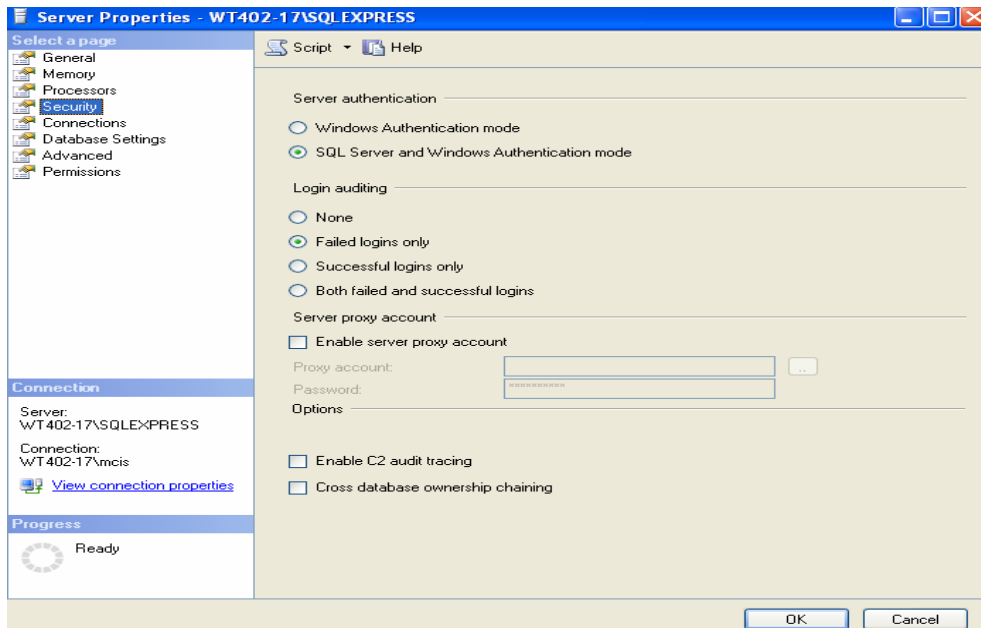 Server Properties - WT402-17\SQLEXPRESS
Select a page
General
Memory
Processors
Security
Connections
Database Settings
Advanced
Permissions
Script
Help
Server authentication
Windows Authentication mode
SQL Server and Windows Authentication mode
Login auditing
None
Failed logins only
Successful logins only
Both failed and successful logins
Server proxy account
Enable server proxy account
Proxy account:
..
Password:
**********
Options
Enable C2 audit tracing
Cross database ownership chaining
Connection
Server:
WT402-17\SQLEXPRESS
Connection:
WT402-17\mcis
View connection properties
Progress
Ready
OK
Cancel